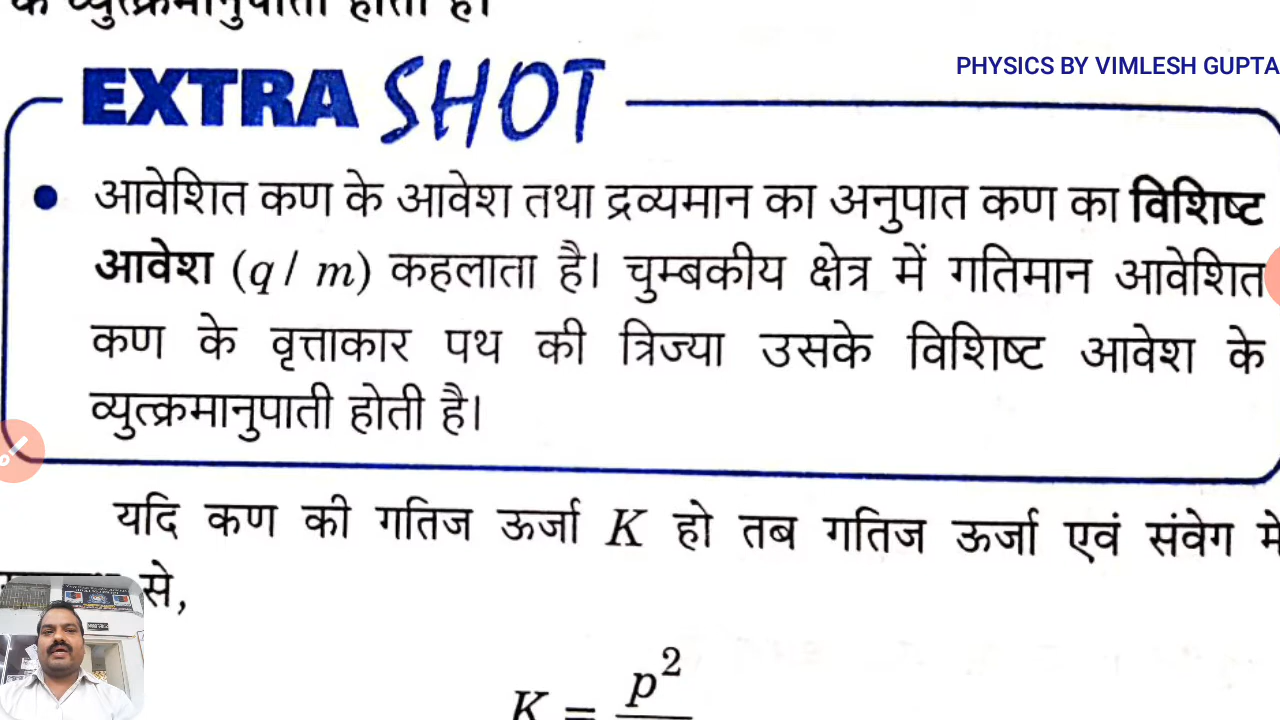 के व्युत्क्रमानुपाती होती है।
EXTRA SHOT
PHYSICS BY VIMLESH GUPTA
• आवेशित कण के आवेश तथा द्रव्यमान का अनुपात कण का विशिष्ट
आवेश (q / m) कहलाता है। चुम्बकीय क्षेत्र में गतिमान आवेशित
कण के वृत्ताकार पथ की त्रिज्या उसके विशिष्ट आवेश के
व्युत्क्रमानुपाती होती है।
यदि कण की गतिज ऊर्जा K हो तब गतिज ऊर्जा एवं संवेग में
से,
K = p²